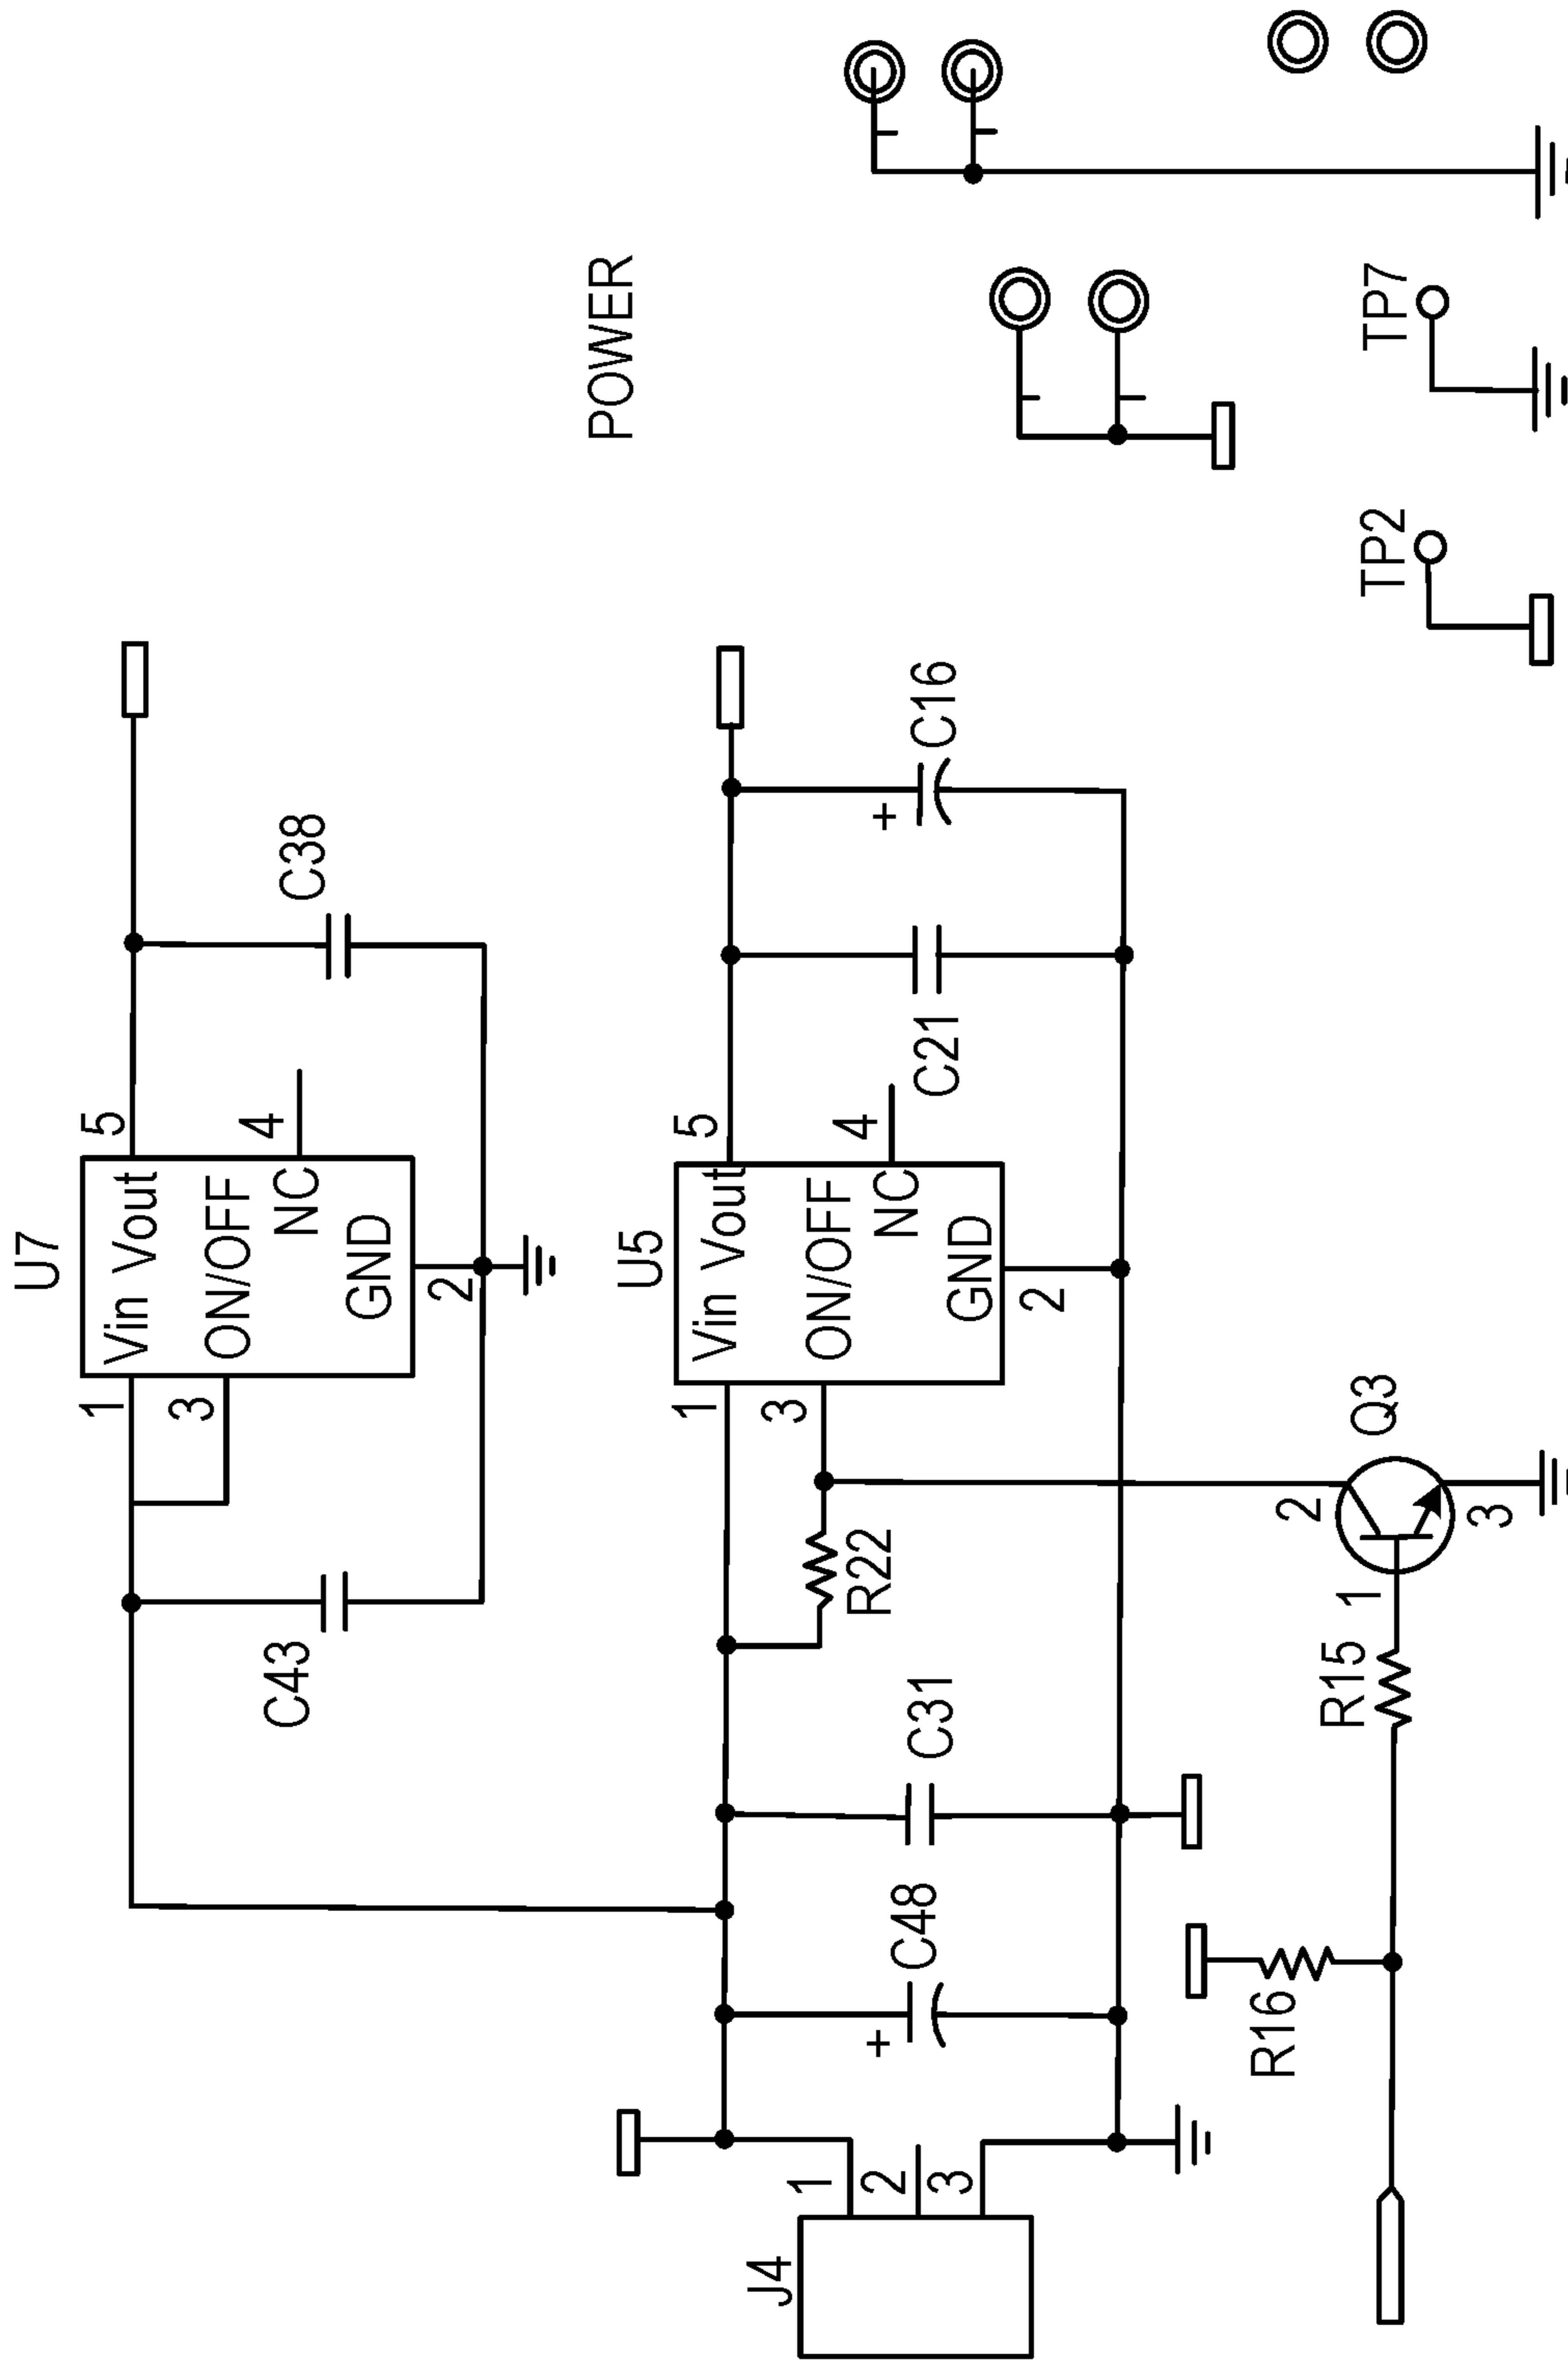 U7
1
Vin Vout
5
3
ON/OFF
NC
4
GND
2
C43
C38
POWER
U5
1
Vin Vout
5
3
ON/OFF
NC
4
GND
2
R22
C48
+
C31
C21
C16
+
J4
1
2
3
R16
R15
1
2
3
Q3
TP2
TP7